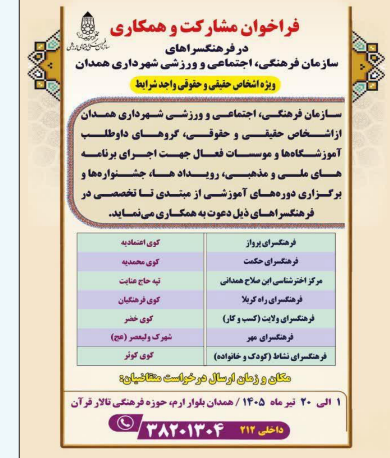 فراخوان مشارکت و همکاری
در فرهنگسراهای
سازمان فرهنگی، اجتماعی و ورزشی شهرداری همدان
ویژه اشخاص حقیقی و حقوقی واجد شرایط
سازمان فرهنگی، اجتماعی و ورزشی شهرداری همدان
از اشخاص حقیقی و حقوقی، گروه‌های داوطلب
آموزشگاه‌ها و موسسات فعال جهت اجرای برنامه
های ملی و مذهبی، رویداد ها، جشنواره‌ها و
برگزاری دوره‌های آموزشی از مبتدی تا تخصصی در
فرهنگسراهای ذیل دعوت به همکاری می‌نماید.
فرهنگسرای پرواز کوی اعتمادیه
فرهنگسرای حکمت کوی محمدیه
مرکز اخترشناسی ابن صلاح همدانی تپه حاج عنایت
فرهنگسرای راه کربلا کوی فرهنگیان
فرهنگسرای ولایت (کسب و کار) کوی خضر
فرهنگسرای مهر شهرک ولیعصر (عج)
فرهنگسرای نشاط (کودک و خانواده) کوی کوثر
مکان و زمان ارسال درخواست متقاضیان:
۱ الی ۲۰ تیر ماه ۱۴۰۵ / همدان بلوار ارم، حوزه فرهنگی تالار قرآن
داخلی ۲۱۲ ۳۸۲۰۱۳۰۴